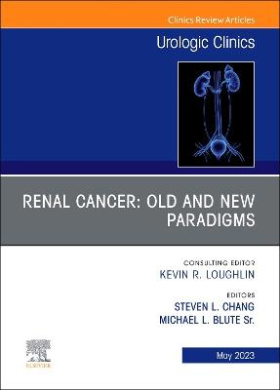 Clinics Review Articles
Urologic Clinics
RENAL CANCER: OLD AND NEW
PARADIGMS
CONSULTING EDITOR
KEVIN R. LOUGHLIN
EDITORS
STEVEN L. CHANG
MICHAEL L. BLUTE Sr.
ELSEVIER
May 2023